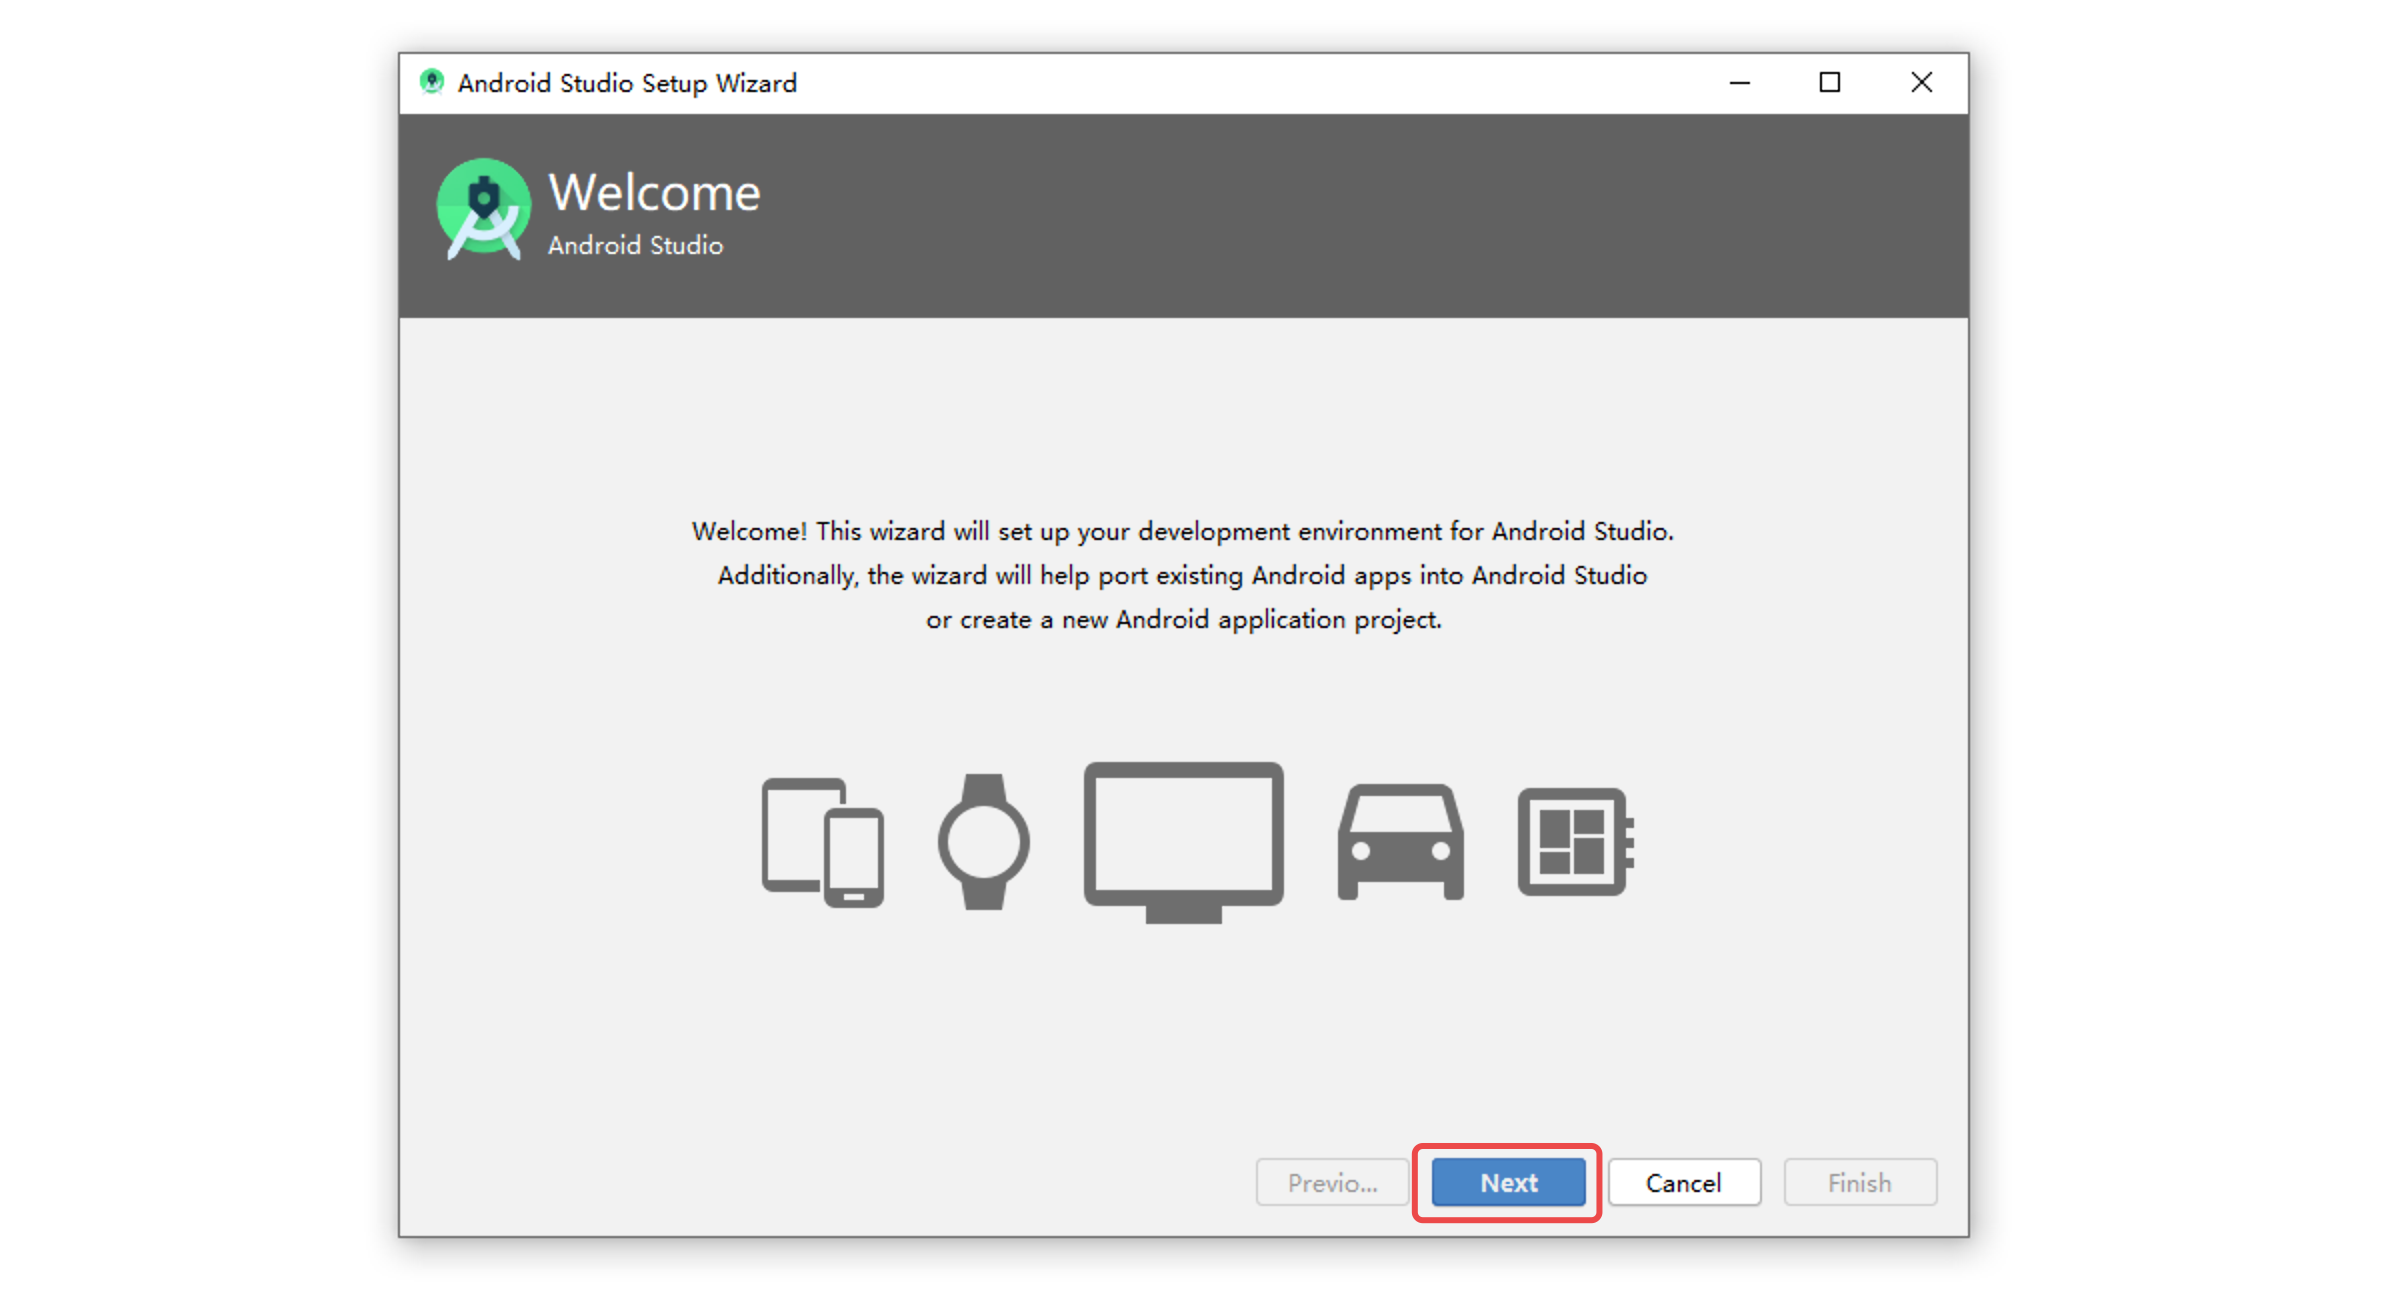 Android Studio Setup Wizard
Welcome
Android Studio
Welcome! This wizard will set up your development environment for Android Studio.
Additionally, the wizard will help port existing Android apps into Android Studio
or create a new Android application project.
Previo... Next Cancel Finish